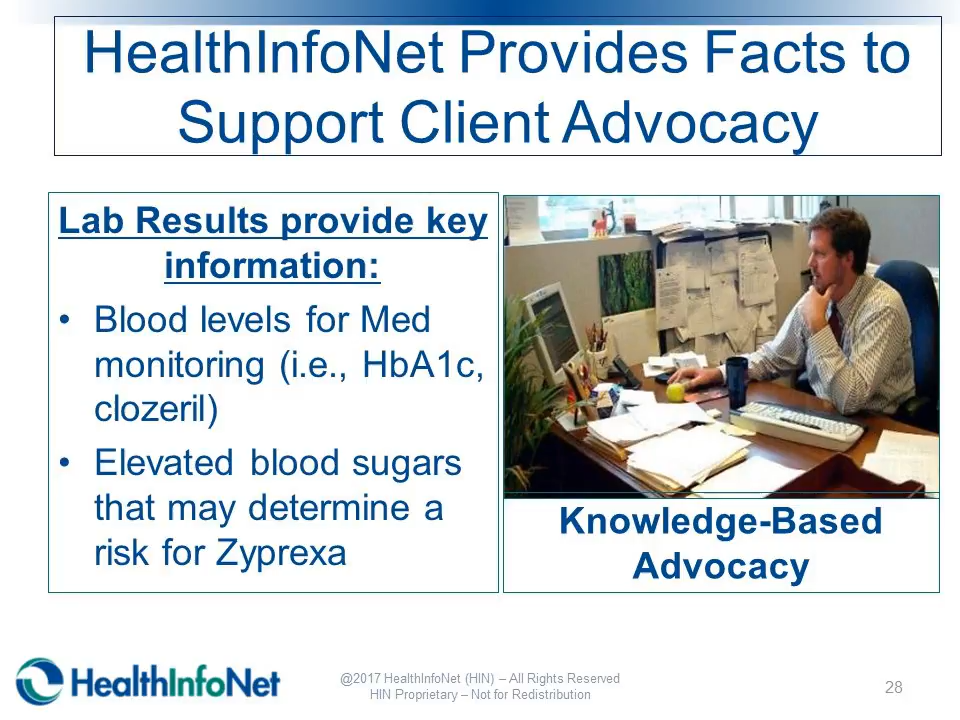 HealthInfoNet Provides Facts to
Support Client Advocacy
Lab Results provide key
information:
• Blood levels for Med
monitoring (i.e., HbA1c,
clozeril)
• Elevated blood sugars
that may determine a
risk for Zyprexa
Knowledge-Based
Advocacy
HealthInfoNet
@2017 HealthInfoNet (HIN) – All Rights Reserved
HIN Proprietary – Not for Redistribution
28